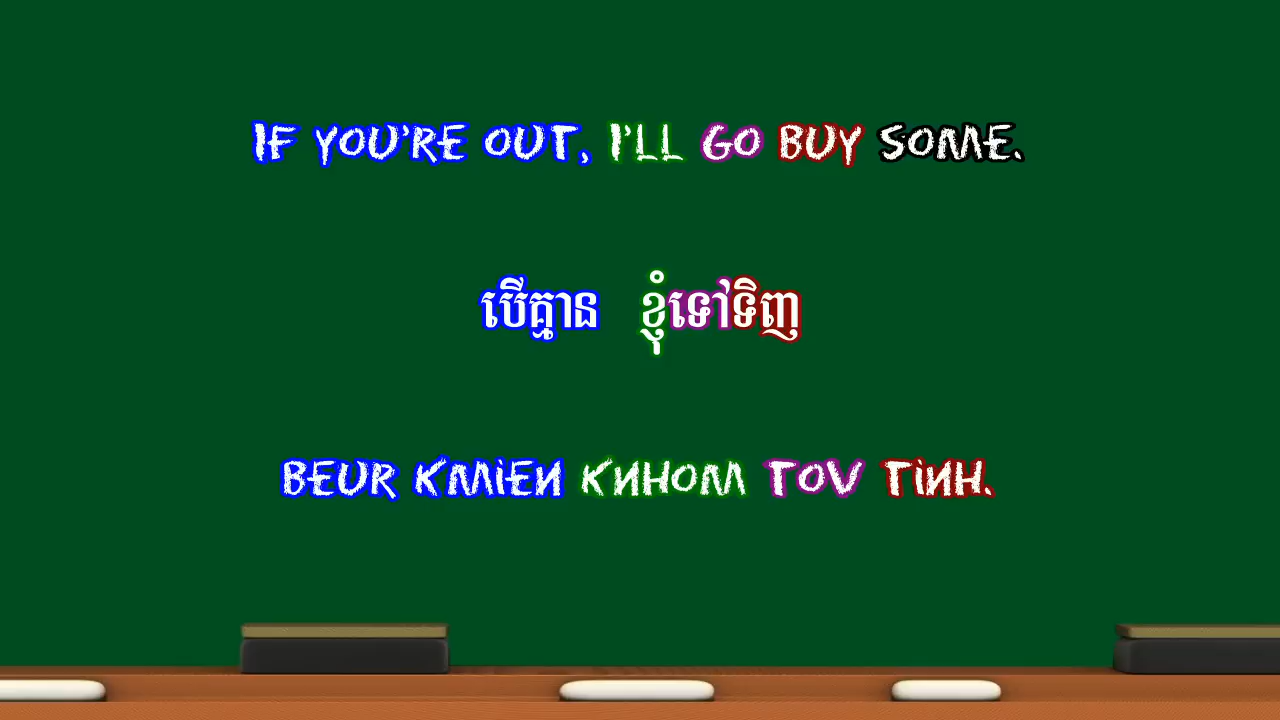 IF YOU'RE OUT, I'LL GO BUY SOME.
បើគ្មាន ខ្ញុំទៅទិញ
BEUR KMIEN KNHOM TOV TINH.